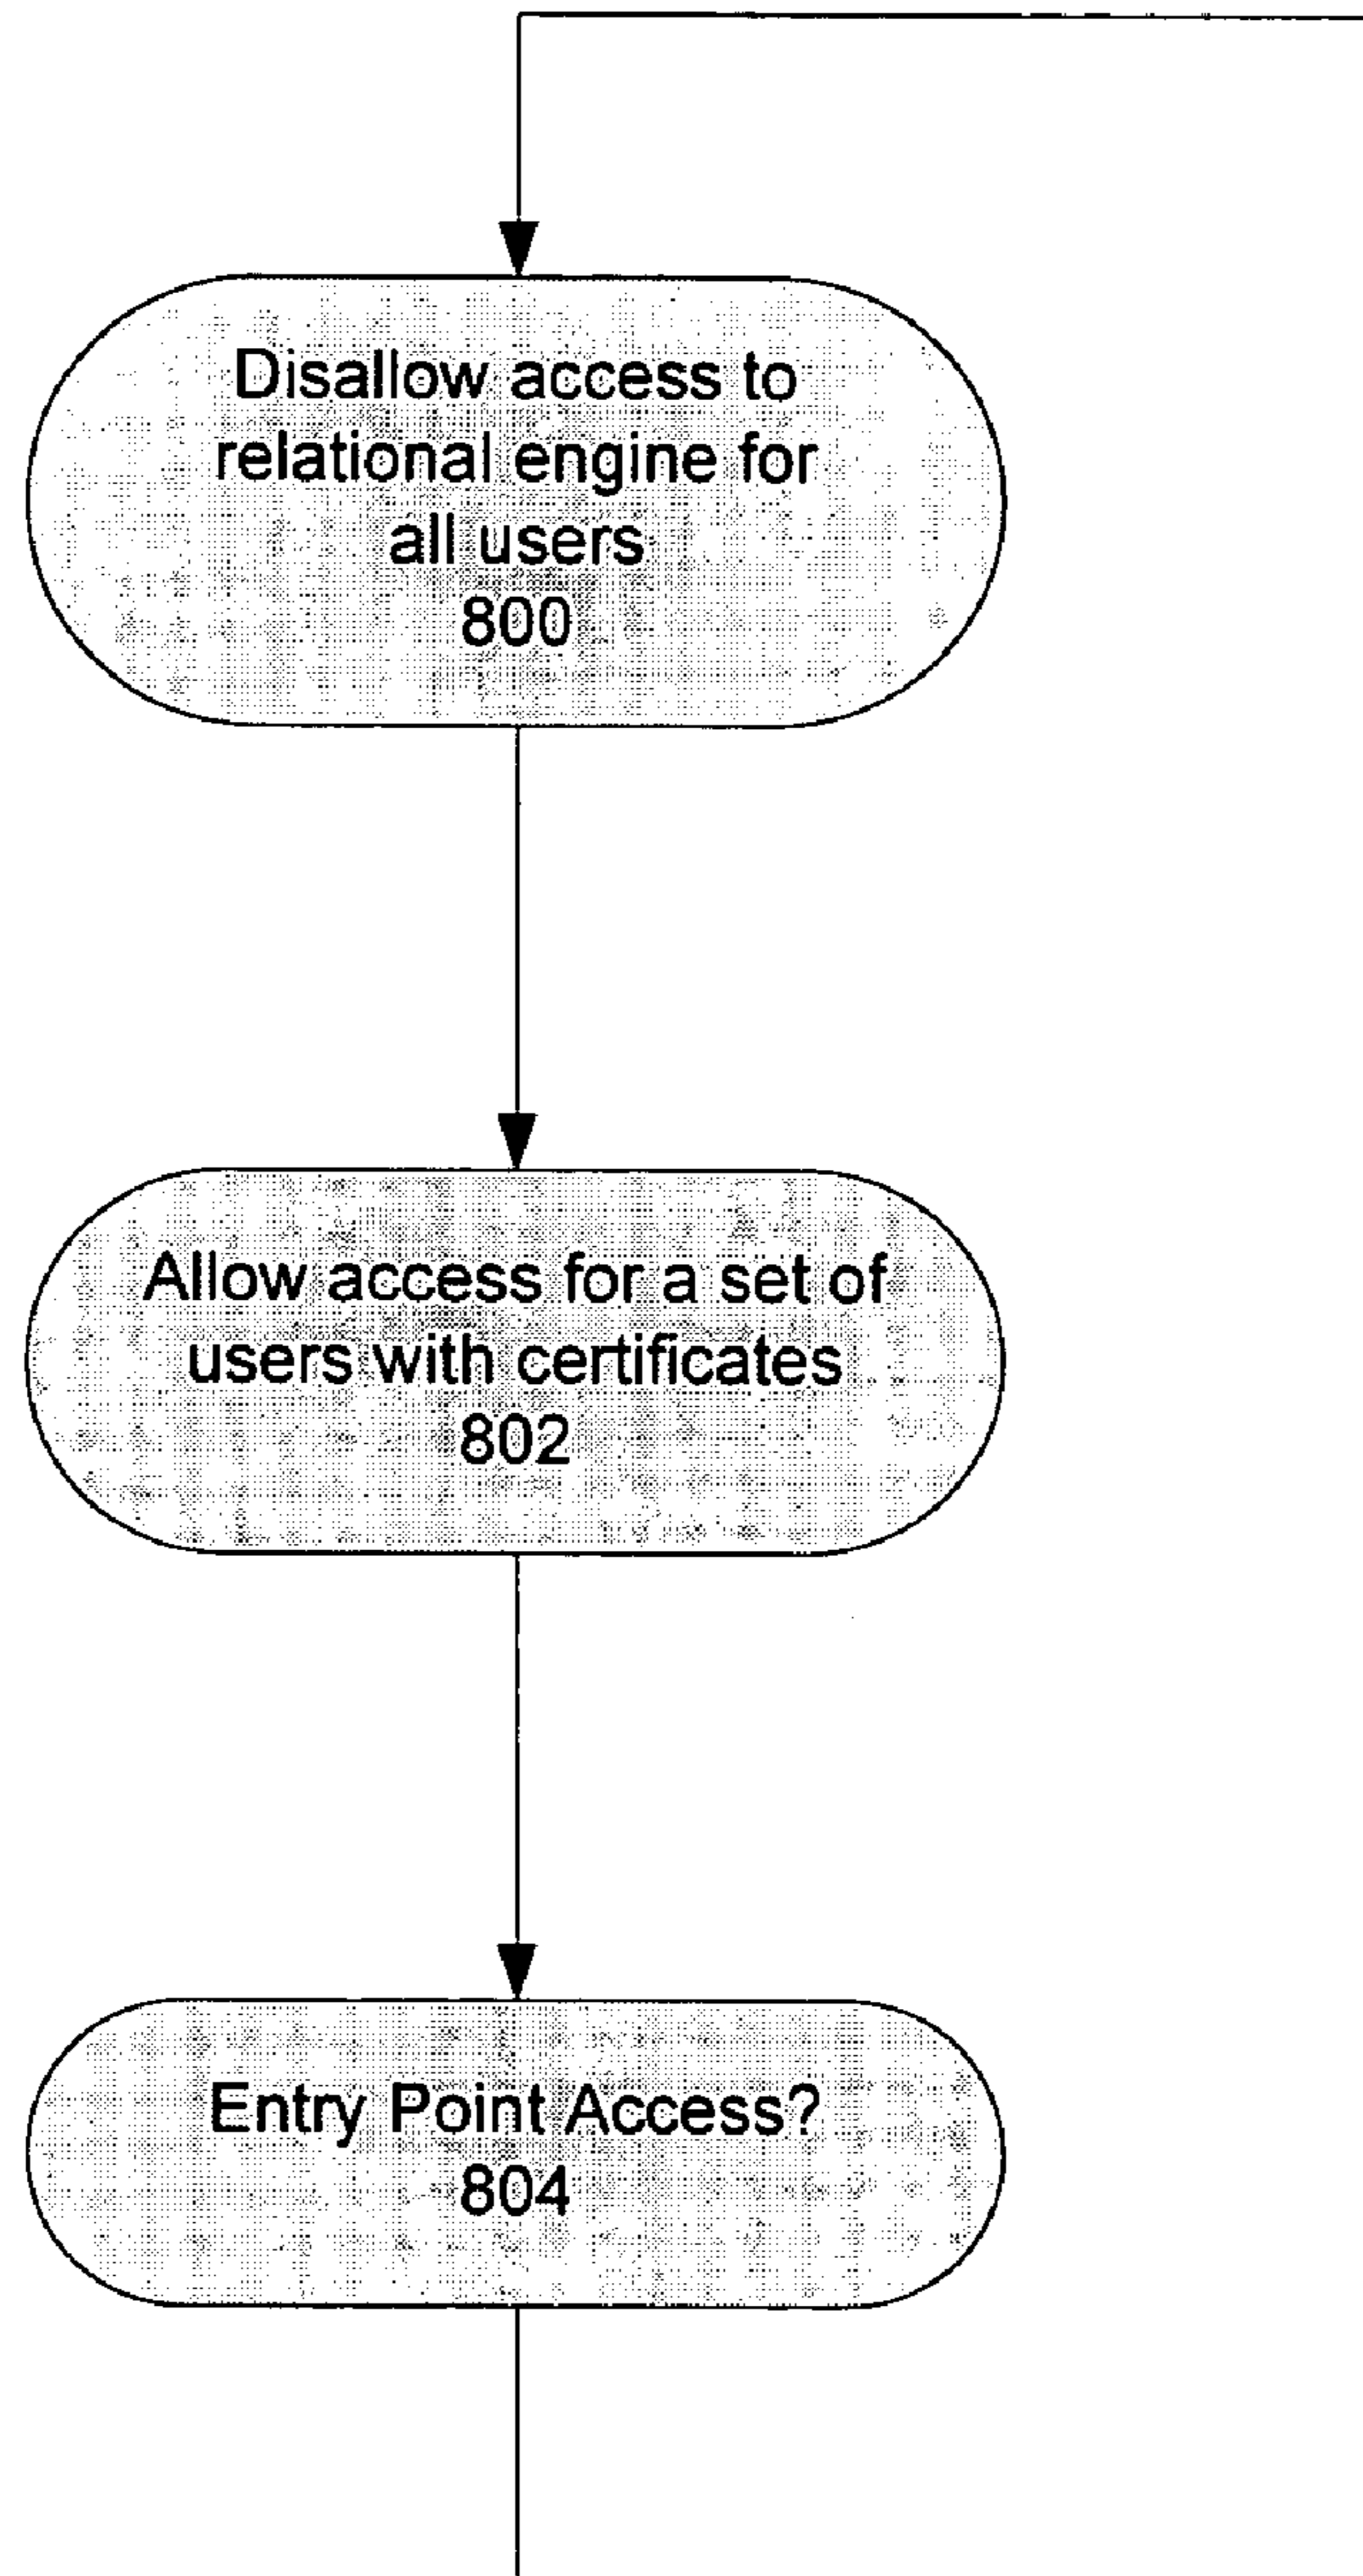 Disallow access to
relational engine for
all users
800
Allow access for a set of
users with certificates
802
Entry Point Access?
804